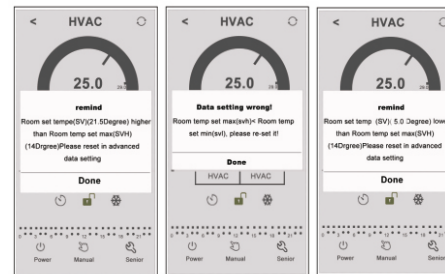 < HVAC
25.0
remind
Room set tempe(SV)(21.5Degree) higher
than Room temp set max(SVH)
(14Drgree)Please reset in advanced
data setting
Done
Power Manual Senior
< HVAC
25.0
Data setting wrong!
Room temp set max(svh)< Room temp
set min(svl), please re-set it!
Done
HVAC HVAC
Power Manual Senior
< HVAC
25.0
remind
Room set temp (SV): 5.0 Degree) lowe
than Room temp set max(SVH)
(14Drgree)Please reset in advanced
data setting
Done
Power Manual Senior